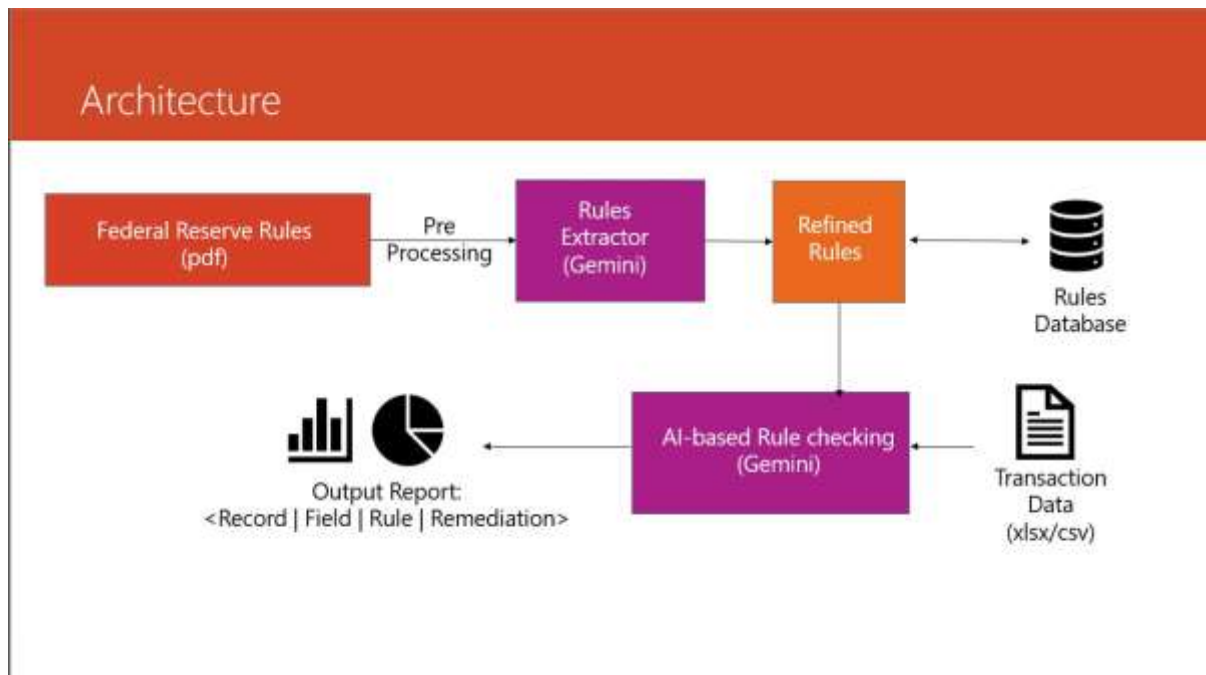 Architecture
Federal Reserve Rules
(pdf)
Pre
Processing
Rules
Extractor
(Gemini)
Refined
Rules
Rules
Database
AI-based Rule checking
(Gemini)
Transaction
Data
(xlsx/csv)
Output Report:
<Record | Field | Rule | Remediation>